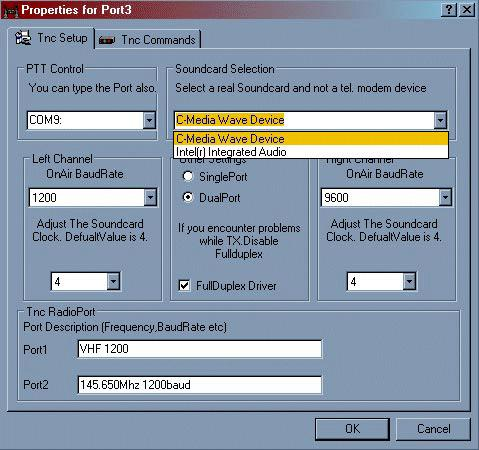 Properties for Port3
Tnc Setup
Tnc Commands
PTT Control
You can type the Port also.
COM9:
Soundcard Selection
Select a real Soundcard and not a tel. modem device
C-Media Wave Device
C-Media Wave Device
Intel(r) Integrated Audio
Left Channel
OnAir BaudRate
1200
Adjust The Soundcard
Clock. DefualtValue is 4.
4
Other Settings
SinglePort
DualPort
If you encounter problems
while TX.Disable
Fullduplex
FullDuplex Driver
Right Channel
OnAir BaudRate
9600
Adjust The Soundcard
Clock. DefualtValue is 4.
4
Tnc RadioPort
Port Description (Frequency,BaudRate etc)
Port1
VHF 1200
Port2
145.650Mhz 1200baud
OK
Cancel